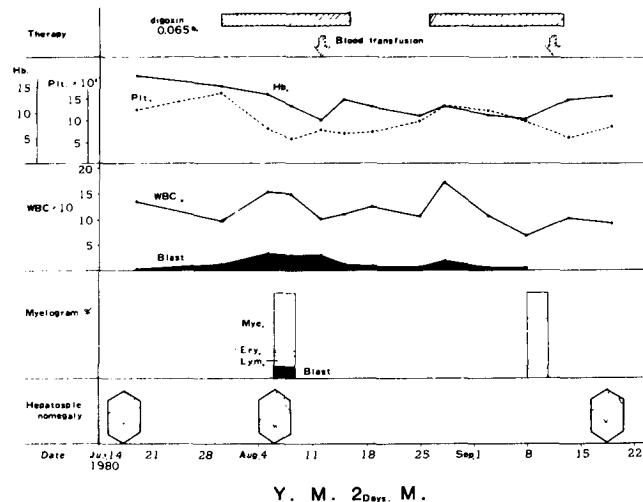 Therapy
digoxin
0.065
Blood transfusion
Hb.
Plt.
15
10
5
15
10
5
Hb.
Plt.
20
15
10
5
WBC × 10
WBC
Blast
Myelogram %
Mye.
Ery.
Lym.
Blast
Hepatosple
nomegaly
Date
14 21 28 Aug.4 11 18 25 Sep.1 8 15 22
1980
Y. M. 2Days. M.